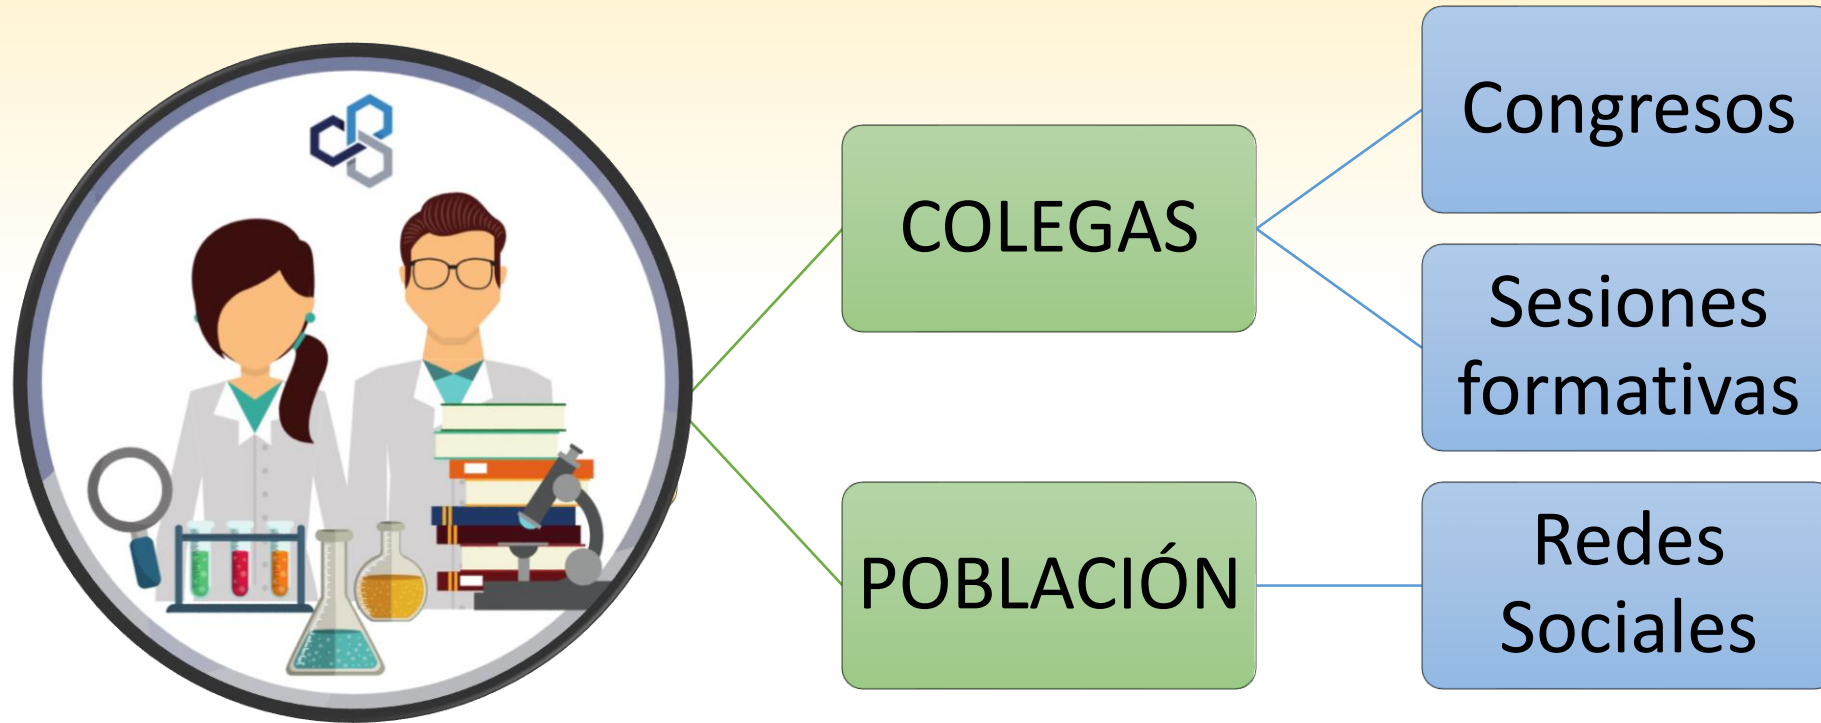 COLEGAS
Congresos
Sesiones
formativas
POBLACIÓN
Redes
Sociales